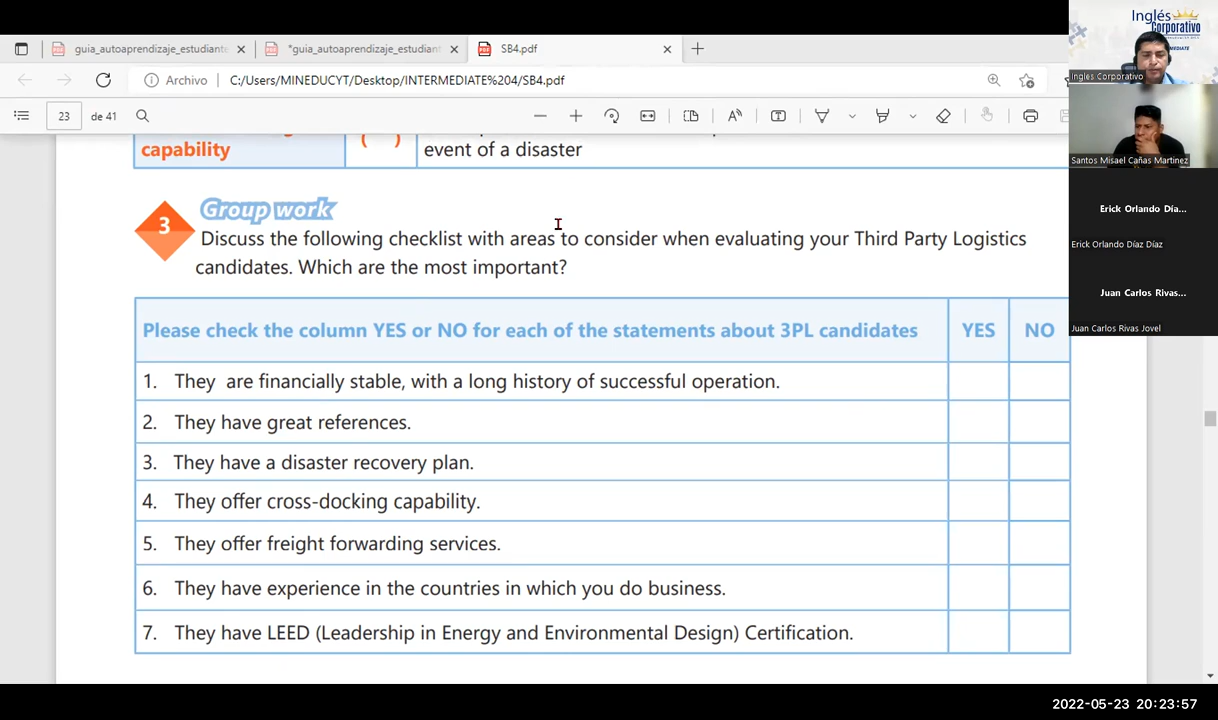 guia_autoaprendizaje_estudiante
*guia_autoaprendizaje_estudiant
SB4.pdf
Archivo
C:/Users/MINEDUCYT/Desktop/INTERMEDIATE%204/SB4.pdf
23
de 41
capability
( )
event of a disaster
3
Group work
Discuss the following checklist with areas to consider when evaluating your Third Party Logistics
candidates. Which are the most important?
Please check the column YES or NO for each of the statements about 3PL candidates
YES
NO
1. They are financially stable, with a long history of successful operation.
2. They have great references.
3. They have a disaster recovery plan.
4. They offer cross-docking capability.
5. They offer freight forwarding services.
6. They have experience in the countries in which you do business.
7. They have LEED (Leadership in Energy and Environmental Design) Certification.
Inglés
Corporativo
Inglés Corporativo
Santos Misael Cañas Martinez
Erick Orlando Día...
Erick Orlando Díaz Díaz
Juan Carlos Rivas...
Juan Carlos Rivas Jovel
2022-05-23 20:23:57